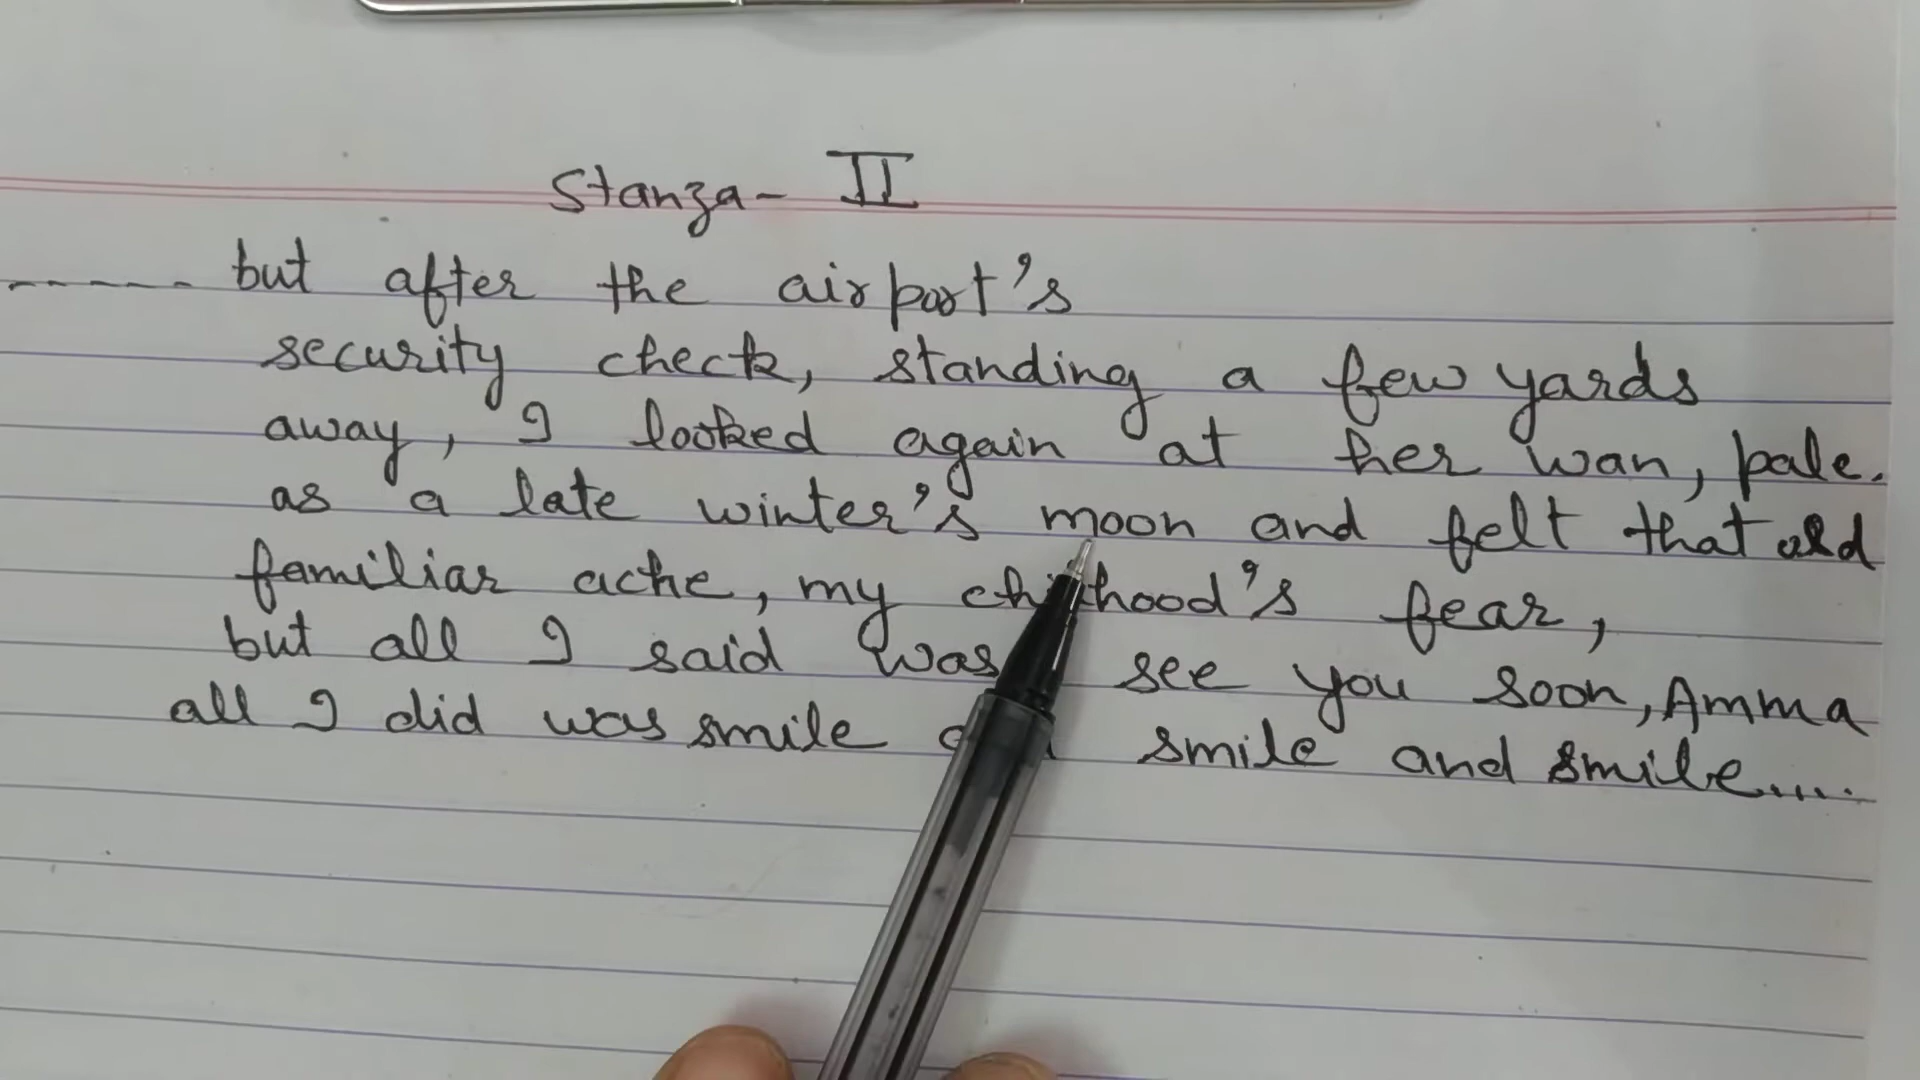 Stanza - II
----- but after the airport's
security check, standing a few yards
away, I looked again at her wan, pale.
as a late winter's moon and felt that old
familiar ache, my hood's fear,
but all I said was see you soon, Amma
all I did was smile smile and smile....